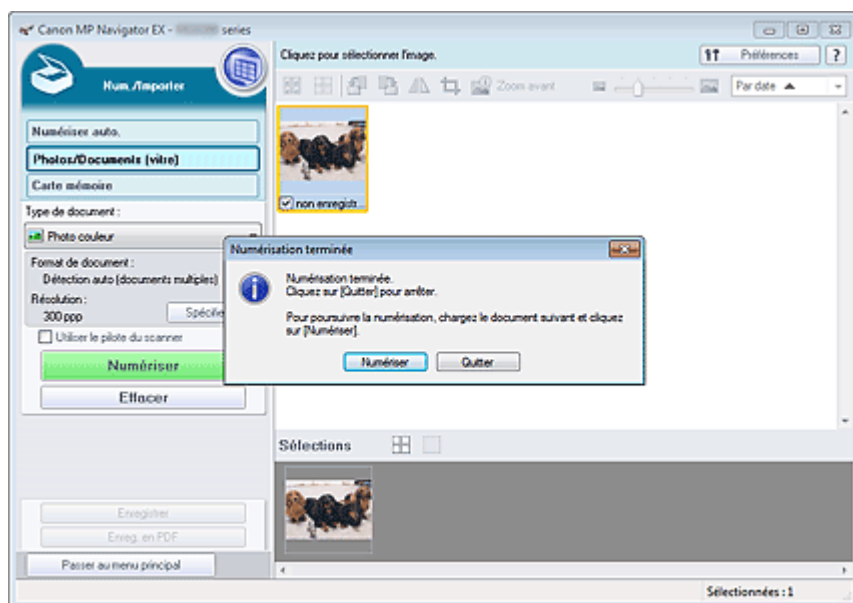 Canon MP Navigator EX - series
Num./Importer
Numériser auto.
Photos/Documents (vitre)
Carte mémoire
Type de document :
Photo couleur
Format de document :
Détection auto (documents multiples)
Résolution :
300 ppp
Spécifie
Utiliser le pilote du scanner
Numériser
Effacer
Enregistrer
Enreg. en PDF
Passer au menu principal
Cliquez pour sélectionner l'image.
Préférences
?
Zoom avant
Par date
non enregistr...
Numérisation terminée
Numérisation terminée.
Cliquez sur [Quitter] pour arrêter.
Pour poursuivre la numérisation, chargez le document suivant et cliquez
sur [Numériser].
Numériser
Quitter
Sélections
Sélectionnées : 1